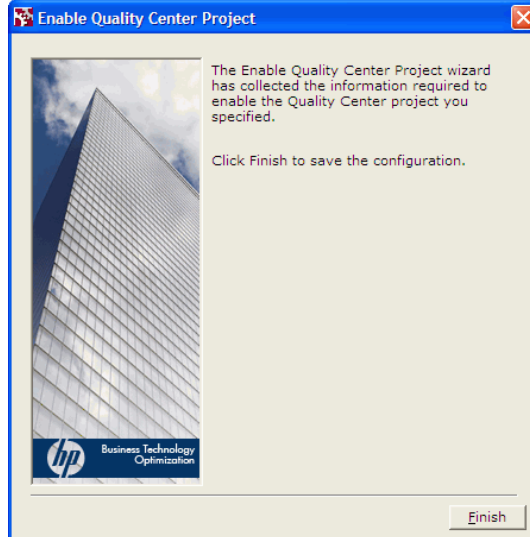 Enable Quality Center Project
The Enable Quality Center Project wizard
has collected the information required to
enable the Quality Center project you
specified.
Click Finish to save the configuration.
hp
Business Technology
Optimization
Finish